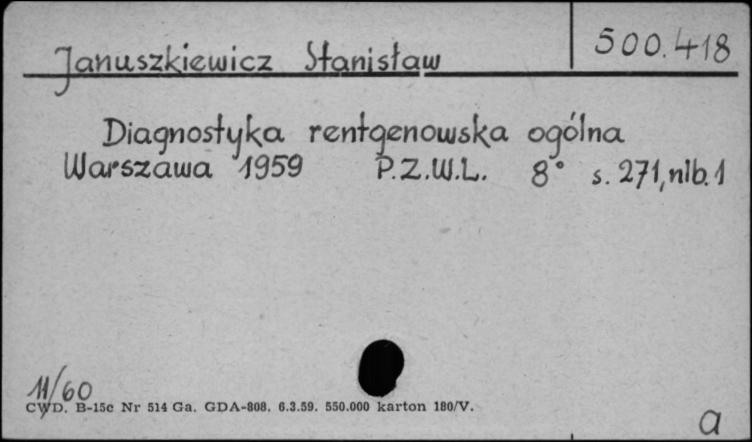 Januszkiewicz Stanisław 500.418
Diagnostyka rentgenowska ogólna
Warszawa 1959 P.Z.W.L. 8° s. 271, nlb. 1
11/60
CWD. B-15c Nr 514 Ga. GDA-808. 6.3.59. 550.000 karton 180/V.
a